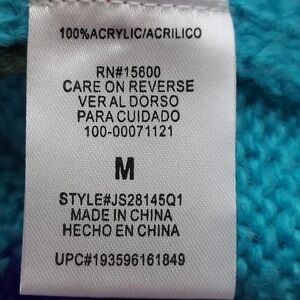 100%ACRYLIC/ACRILICO
RN#15600
CARE ON REVERSE
VER AL DORSO
PARA CUIDADO
100-00071121
M
STYLE#JS28145Q1
MADE IN CHINA
HECHO EN CHINA
UPC#193596161849